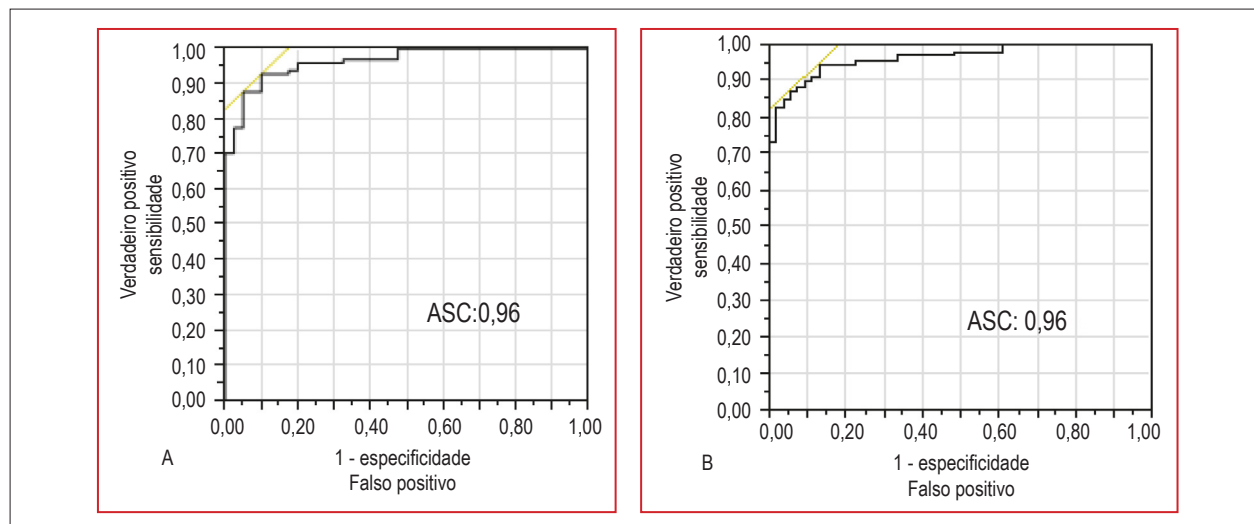 Verdadeiro positivo
sensibilidade
1,00
0,90
0,80
0,70
0,60
0,50
0,40
0,30
0,20
0,10
0,00
ASC:0,96
0,00 0,20 0,40 0,60 0,80 1,00
A
1 - especificidade
Falso positivo
Verdadeiro positivo
sensibilidade
1,00
0,90
0,80
0,70
0,60
0,50
0,40
0,30
0,20
0,10
0,00
ASC: 0,96
0,00 0,20 0,40 0,60 0,80 1,00
B
1 - especificidade
Falso positivo